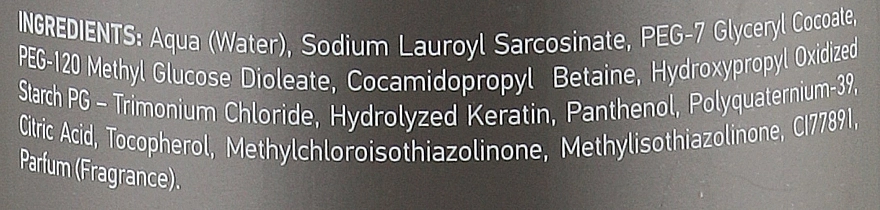 INGREDIENTS: Aqua (Water), Sodium Lauroyl Sarcosinate, PEG-7 Glyceryl Cocoate,
PEG-120 Methyl Glucose Dioleate, Cocamidopropyl Betaine, Hydroxypropyl Oxidized
Starch PG – Trimonium Chloride, Hydrolyzed Keratin, Panthenol, Polyquaternium-39,
Citric Acid, Tocopherol, Methylchloroisothiazolinone, Methylisothiazolinone, CI77891,
Parfum (Fragrance).